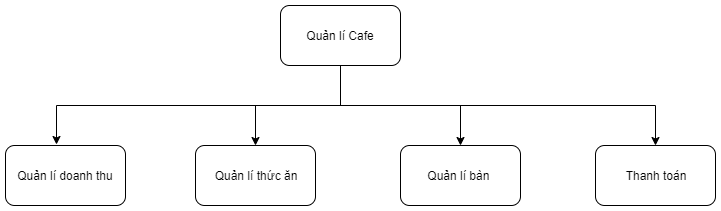 Quản lí Cafe
Quản lí doanh thu
Quản lí thức ăn
Quản lí bàn
Thanh toán